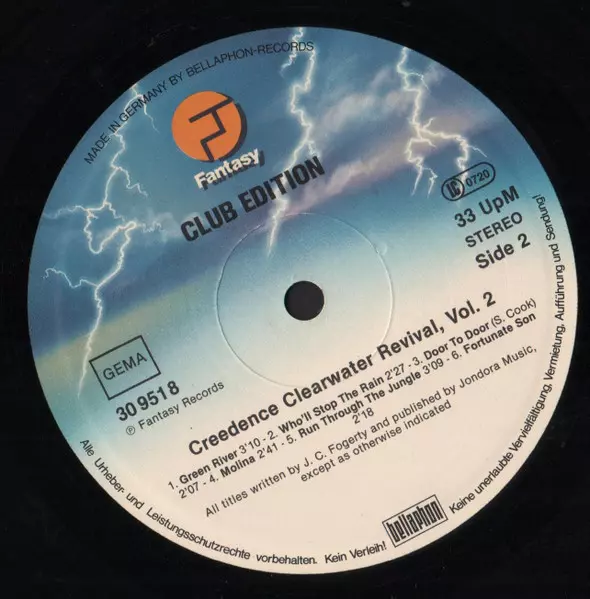 MADE IN GERMANY BY BELLAPHON-RECORDS
Fantasy
CLUB EDITION
LC 0720
33 UpM
STEREO
Side 2
GEMA
30 9518
℗ Fantasy Records
Creedence Clearwater Revival, Vol. 2
1. Green River 3'10 - 2. Who'll Stop The Rain 2'27 - 3. Door To Door (S. Cook)
2'07 - 4. Molina 2'41 - 5. Run Through The Jungle 3'09 - 6. Fortunate Son
2'18
All titles written by J. C. Fogerty and published by Jondora Music,
except as otherwise indicated
bellaphon
Alle Urheber- und Leistungsschutzrechte vorbehalten. Kein Verleih! Keine unerlaubte Vervielfältigung, Vermietung, Aufführung und Sendung!